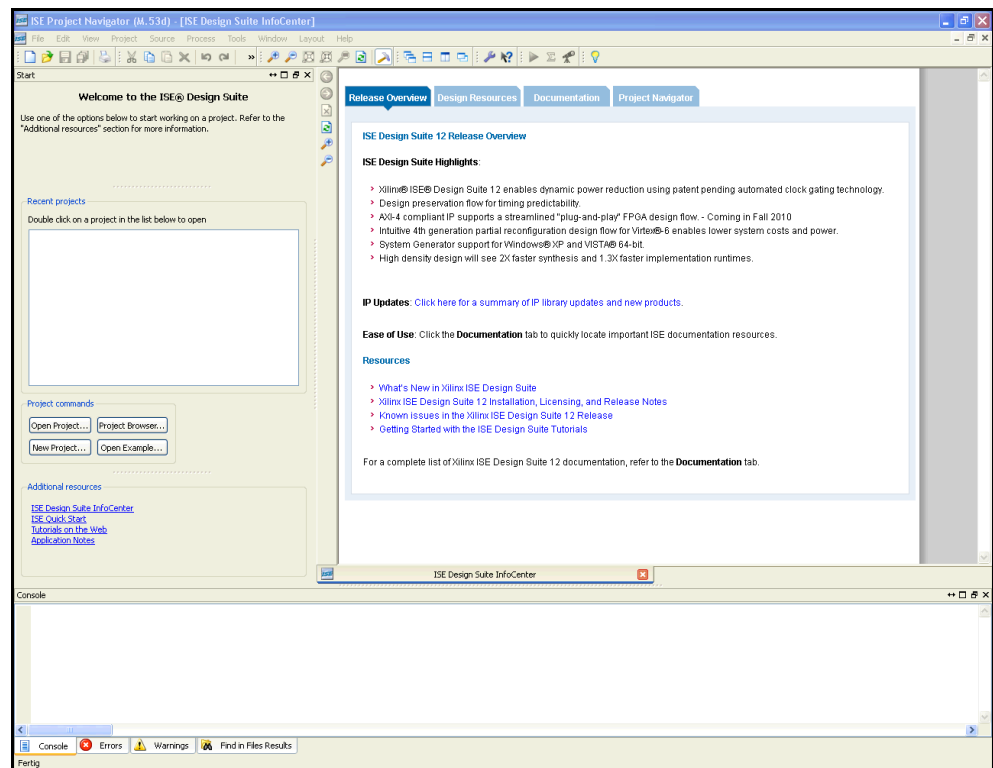 ISE Project Navigator (M.53d) - [ISE Design Suite InfoCenter]
File Edit View Project Source Process Tools Window Layout Help
Start
Welcome to the ISE® Design Suite
Use one of the options below to start working on a project. Refer to the
"Additional resources" section for more information.
Recent projects
Double click on a project in the list below to open
Project commands
Open Project... Project Browser...
New Project... Open Example...
Additional resources
ISE Design Suite InfoCenter
ISE Quick Start
Tutorials on the Web
Application Notes
Release Overview Design Resources Documentation Project Navigator
ISE Design Suite 12 Release Overview
ISE Design Suite Highlights:
Xilinx® ISE® Design Suite 12 enables dynamic power reduction using patent pending automated clock gating technology.
Design preservation flow for timing predictability.
AXI-4 compliant IP supports a streamlined "plug-and-play" FPGA design flow. - Coming in Fall 2010
Intuitive 4th generation partial reconfiguration design flow for Virtex®-6 enables lower system costs and power.
System Generator support for Windows® XP and VISTA® 64-bit.
High density design will see 2X faster synthesis and 1.3X faster implementation runtimes.
IP Updates: Click here for a summary of IP library updates and new products.
Ease of Use: Click the Documentation tab to quickly locate important ISE documentation resources.
Resources
What's New in Xilinx ISE Design Suite
Xilinx ISE Design Suite 12 Installation, Licensing, and Release Notes
Known issues in the Xilinx ISE Design Suite 12 Release
Getting Started with the ISE Design Suite Tutorials
For a complete list of Xilinx ISE Design Suite 12 documentation, refer to the Documentation tab.
ISE Design Suite InfoCenter
Console
Console Errors Warnings Find in Files Results
Fertig